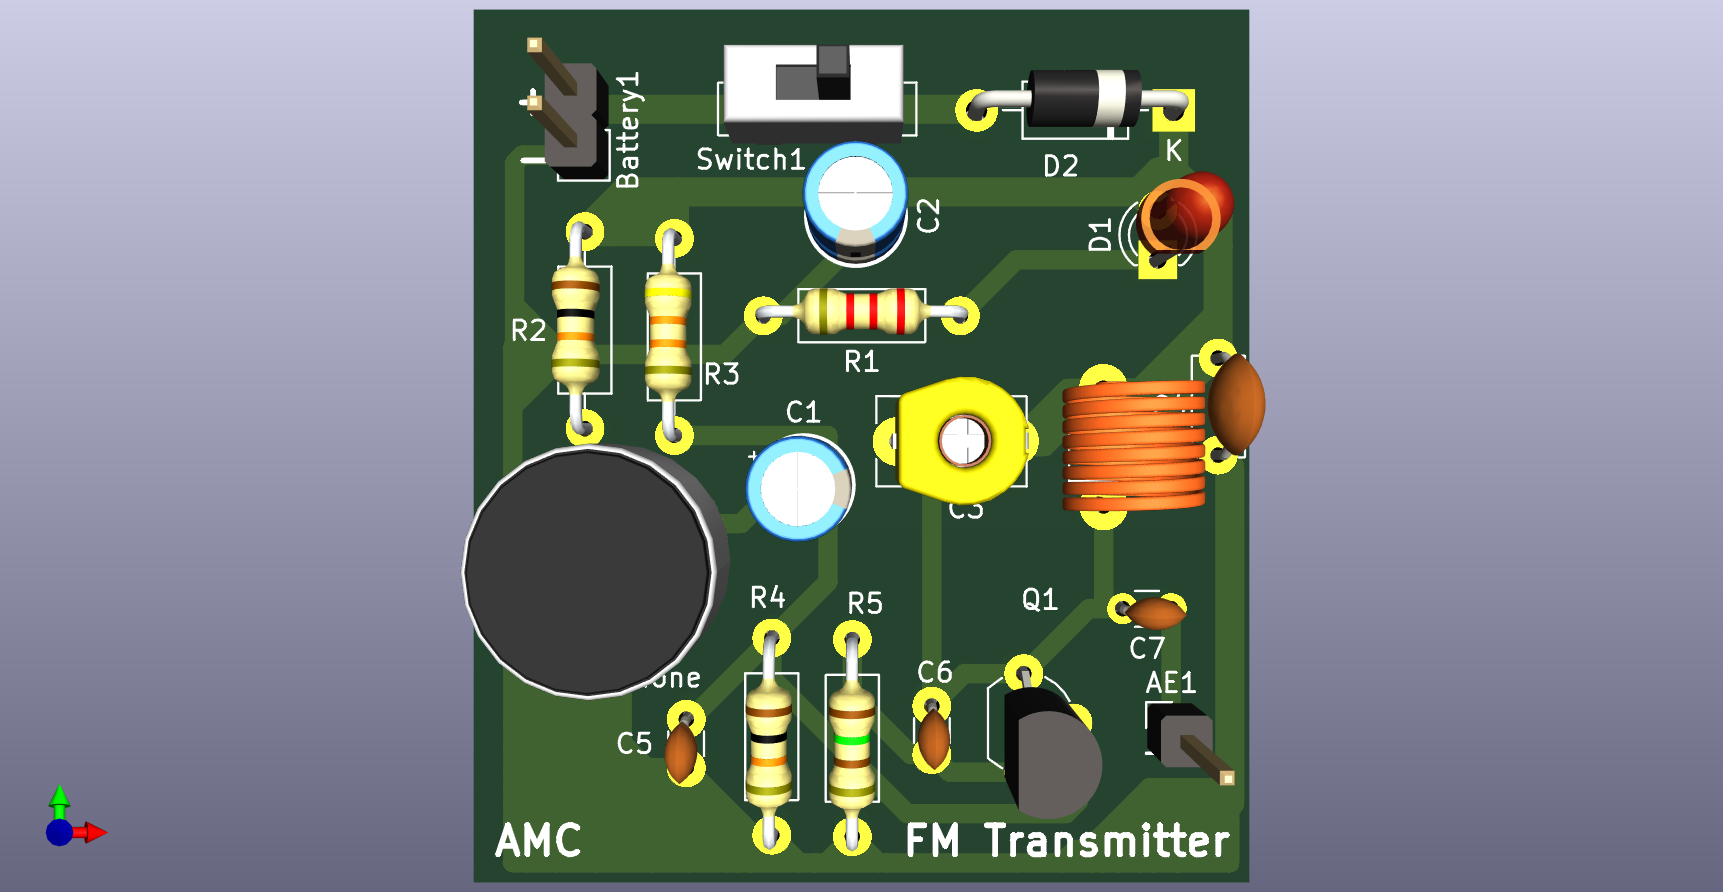 Battery1
Switch1
D2
K
C2
D1
R2
R3
R1
C1
+
C3
R4
R5
Q1
C7
C6
AE1
C5
AMC
FM Transmitter